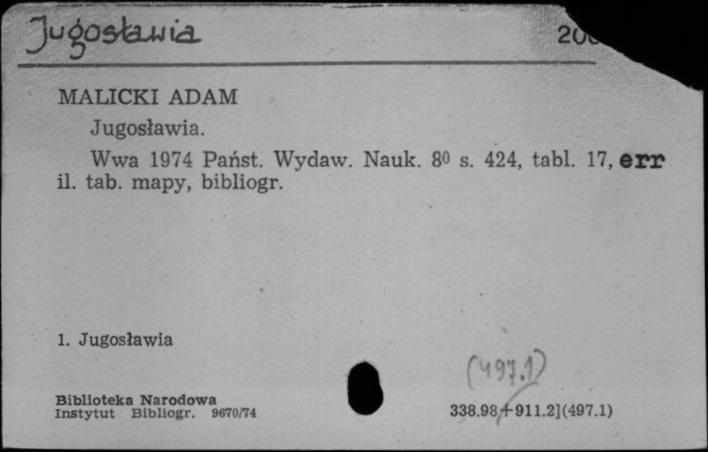 Jugosławia
MALICKI ADAM
Jugosławia.
Wwa 1974 Państ. Wydaw. Nauk. 8⁰ s. 424, tabl. 17, err
il. tab. mapy, bibliogr.
1. Jugosławia
(497.1)
Biblioteka Narodowa
Instytut Bibliogr. 9670/74
338.98+911.2](497.1)